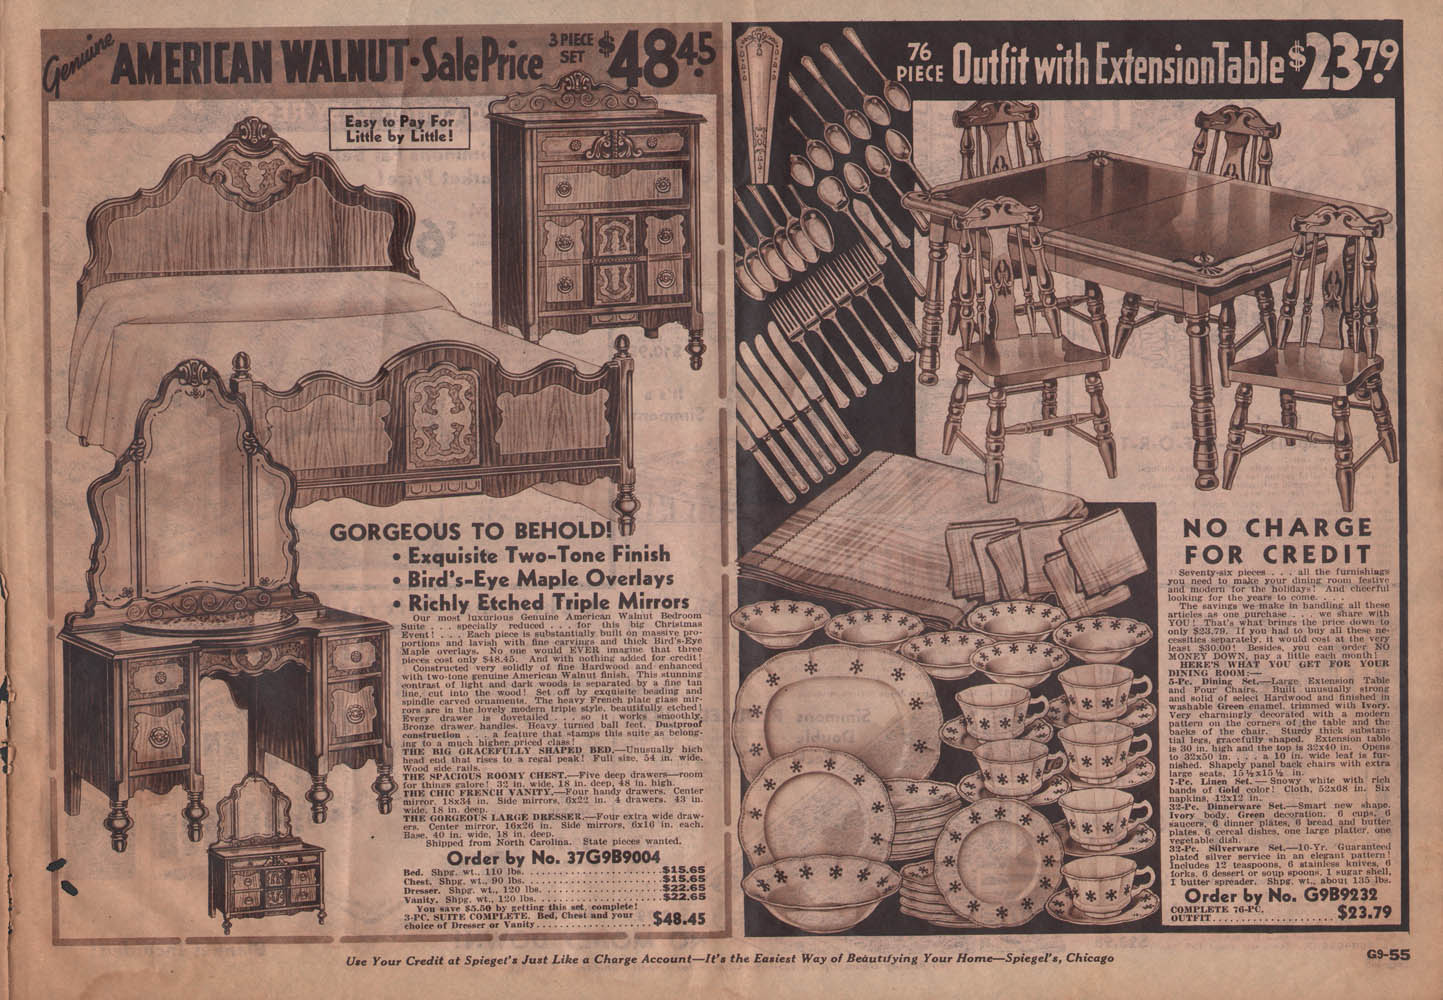 Genuine AMERICAN WALNUT · Sale Price 3 PIECE SET $48.45
Easy to Pay For
Little by Little!
GORGEOUS TO BEHOLD!
• Exquisite Two-Tone Finish
• Bird's-Eye Maple Overlays
• Richly Etched Triple Mirrors
Our most luxurious Genuine American Walnut Bedroom
Suite . . . specially reduced . . . for this big Christmas
Event! . . . Each piece is substantially built on massive pro-
portions and lavish with fine carvings and thick Bird's-Eye
Maple overlays. No one would EVER imagine that three
pieces cost only $48.45. And with nothing added for credit!
Constructed very solidly of fine Hardwood and enhanced
with two-tone genuine American Walnut finish. This stunning
contrast of light and dark woods is separated by a fine tan
line, cut into the wood! Set off by exquisite beading and
spindle carved ornaments. The heavy French plate glass mir-
rors are in the lovely modern triple style, beautifully etched!
Every drawer is dovetailed . . . so it works smoothly.
Bronze drawer handles. Heavy turned ball feet. Dustproof
construction . . . a feature that stamps this suite as belong-
ing to a much higher priced class!
THE BIG GRACEFULLY SHAPED BED.—Unusually high
head end that rises to a regal peak! Full size, 54 in. wide.
Wood side rails.
THE SPACIOUS ROOMY CHEST.—Five deep drawers—room
for things galore! 32 in. wide, 18 in. deep, 48 in. high.
THE CHIC FRENCH VANITY.—Four handy drawers. Center
mirror, 18x34 in. Side mirrors, 6x22 in. 4 drawers. 43 in.
wide, 18 in. deep.
THE GORGEOUS LARGE DRESSER.—Four extra wide draw-
ers. Center mirror, 16x26 in. Side mirrors, 6x16 in. each.
Base, 40 in. wide, 18 in. deep.
Shipped from North Carolina. State pieces wanted.
Order by No. 37G9B9004
Bed. Shpg. wt., 110 lbs. $15.65
Chest. Shpg. wt., 90 lbs. $15.65
Dresser. Shpg. wt., 120 lbs. $22.65
Vanity. Shpg. wt., 120 lbs. $22.65
You save $5.50 by getting this set complete!
3-PC. SUITE COMPLETE. Bed, Chest and your
choice of Dresser or Vanity $48.45
76 PIECE Outfit with Extension Table $23.79
NO CHARGE
FOR CREDIT
Seventy-six pieces . . . all the furnishings
you need to make your dining room festive
and modern for the holidays! And cheerful
looking for the years to come. . . .
The savings we make in handling all these
articles as one purchase . . . we share with
YOU! That's what brings the price down to
only $23.79. If you had to buy all these ne-
cessities separately, it would cost at the very
least $30.00! Besides, you can order NO
MONEY DOWN, pay a little each month!
HERE'S WHAT YOU GET FOR YOUR
DINING ROOM:—
5-Pc. Dining Set.—Large Extension Table
and Four Chairs. Built unusually strong
and solid of select Hardwood and finished in
washable Green enamel, trimmed with Ivory.
Very charmingly decorated with a modern
pattern on the corners of the table and the
backs of the chair. Sturdy thick substan-
tial legs, gracefully shaped. Extension table
is 30 in. high and the top is 32x40 in. Opens
to 32x50 in. . . . a 10 in. wide leaf is fur-
nished. Shapely panel back chairs with extra
large seats, 15½x15½ in.
7-Pc. Linen Set. — Snowy white with rich
bands of Gold color! Cloth, 52x68 in. Six
napkins, 12x12 in.
32-Pc. Dinnerware Set.—Smart new shape.
Ivory body. Green decoration. 6 cups, 6
saucers, 6 dinner plates, 6 bread and butter
plates, 6 cereal dishes, one large platter, one
vegetable dish.
32-Pc. Silverware Set.—10-Yr. Guaranteed
plated silver service in an elegant pattern!
Includes 12 teaspoons, 6 stainless knives, 6
forks, 6 dessert or soup spoons, 1 sugar shell,
1 butter spreader. Shpg. wt., about 135 lbs.
Order by No. G9B9232
COMPLETE 76-PC.
OUTFIT $23.79
Use Your Credit at Spiegel's Just Like a Charge Account—It's the Easiest Way of Beautifying Your Home—Spiegel's, Chicago
G9-55